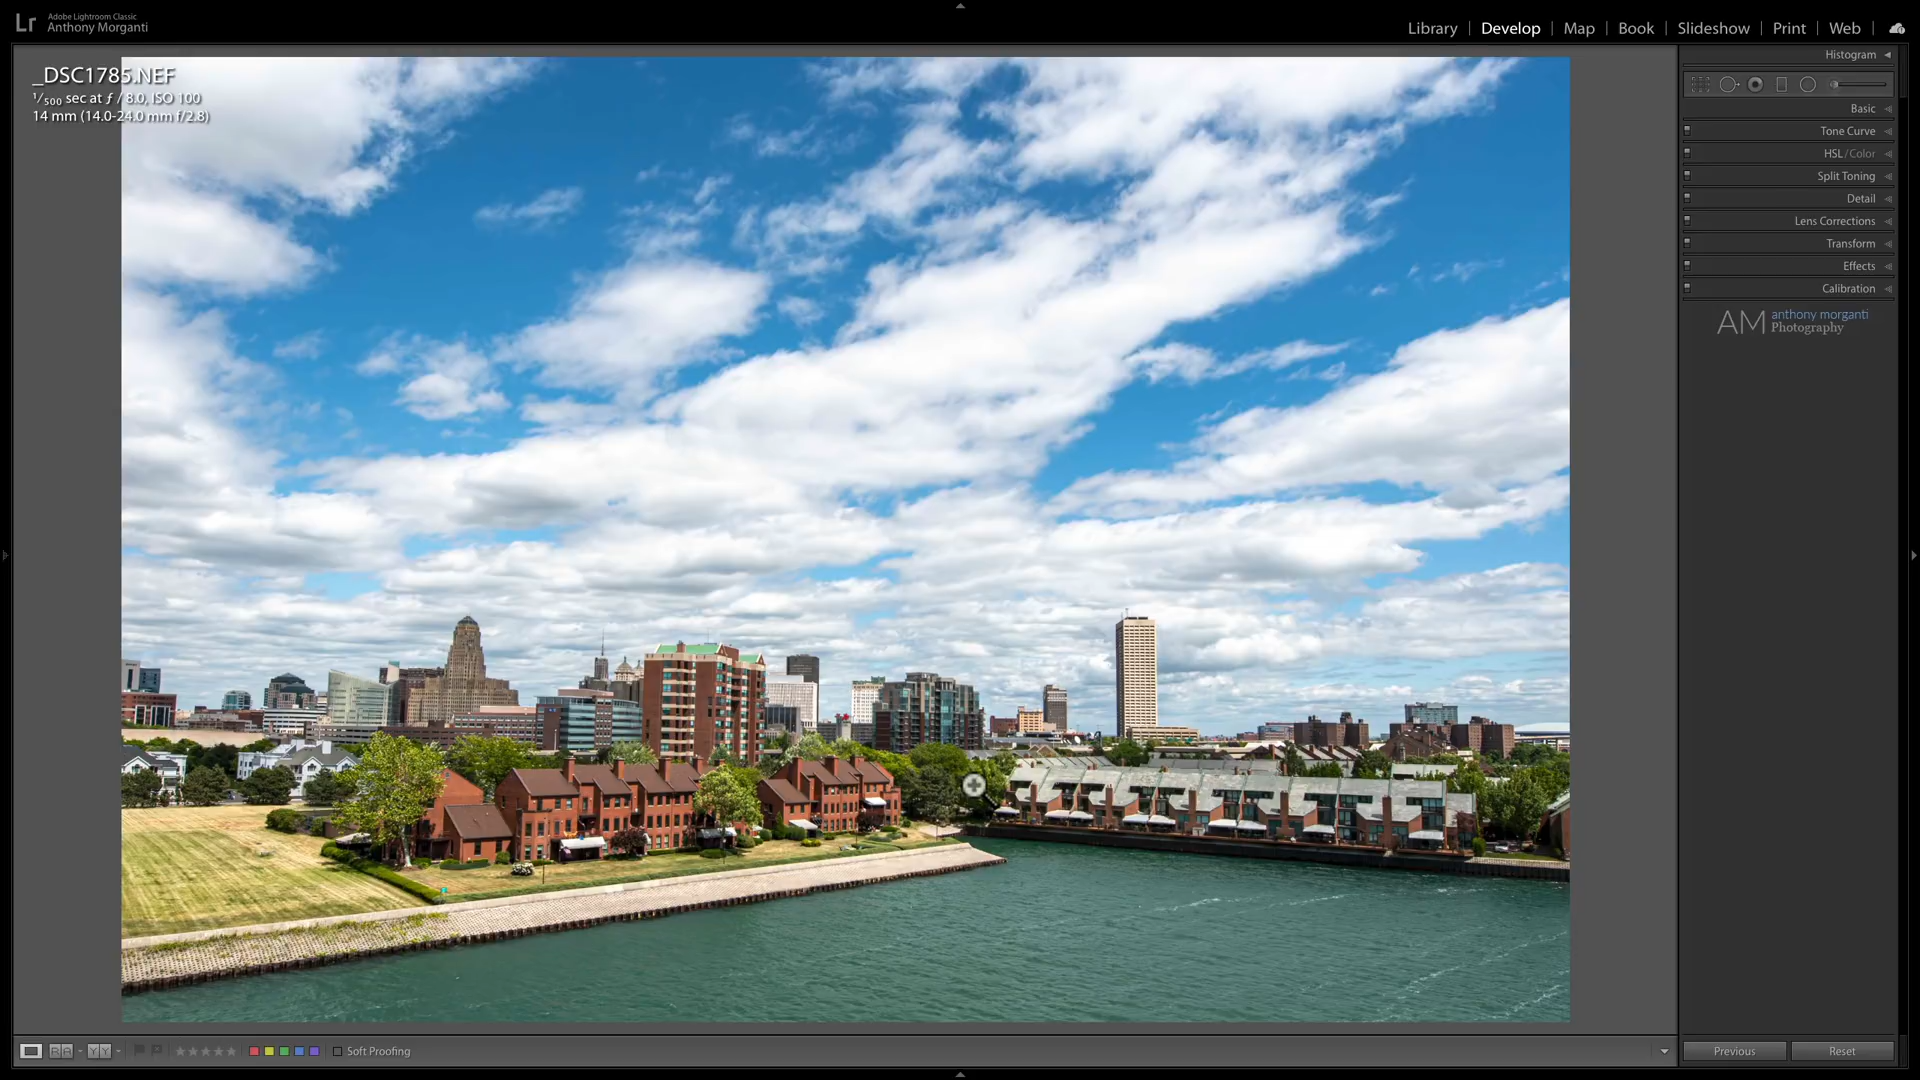 Adobe Lightroom Classic
Lr
Anthony Morganti
Library | Develop | Map | Book | Slideshow | Print | Web
_DSC1785.NEF
1/500 sec at ƒ / 8.0, ISO 100
14 mm (14.0-24.0 mm f/2.8)
Histogram
Basic
Tone Curve
HSL / Color
Split Toning
Detail
Lens Corrections
Transform
Effects
Calibration
AM anthony morganti
Photography
R A
Y Y
Soft Proofing
Previous
Reset